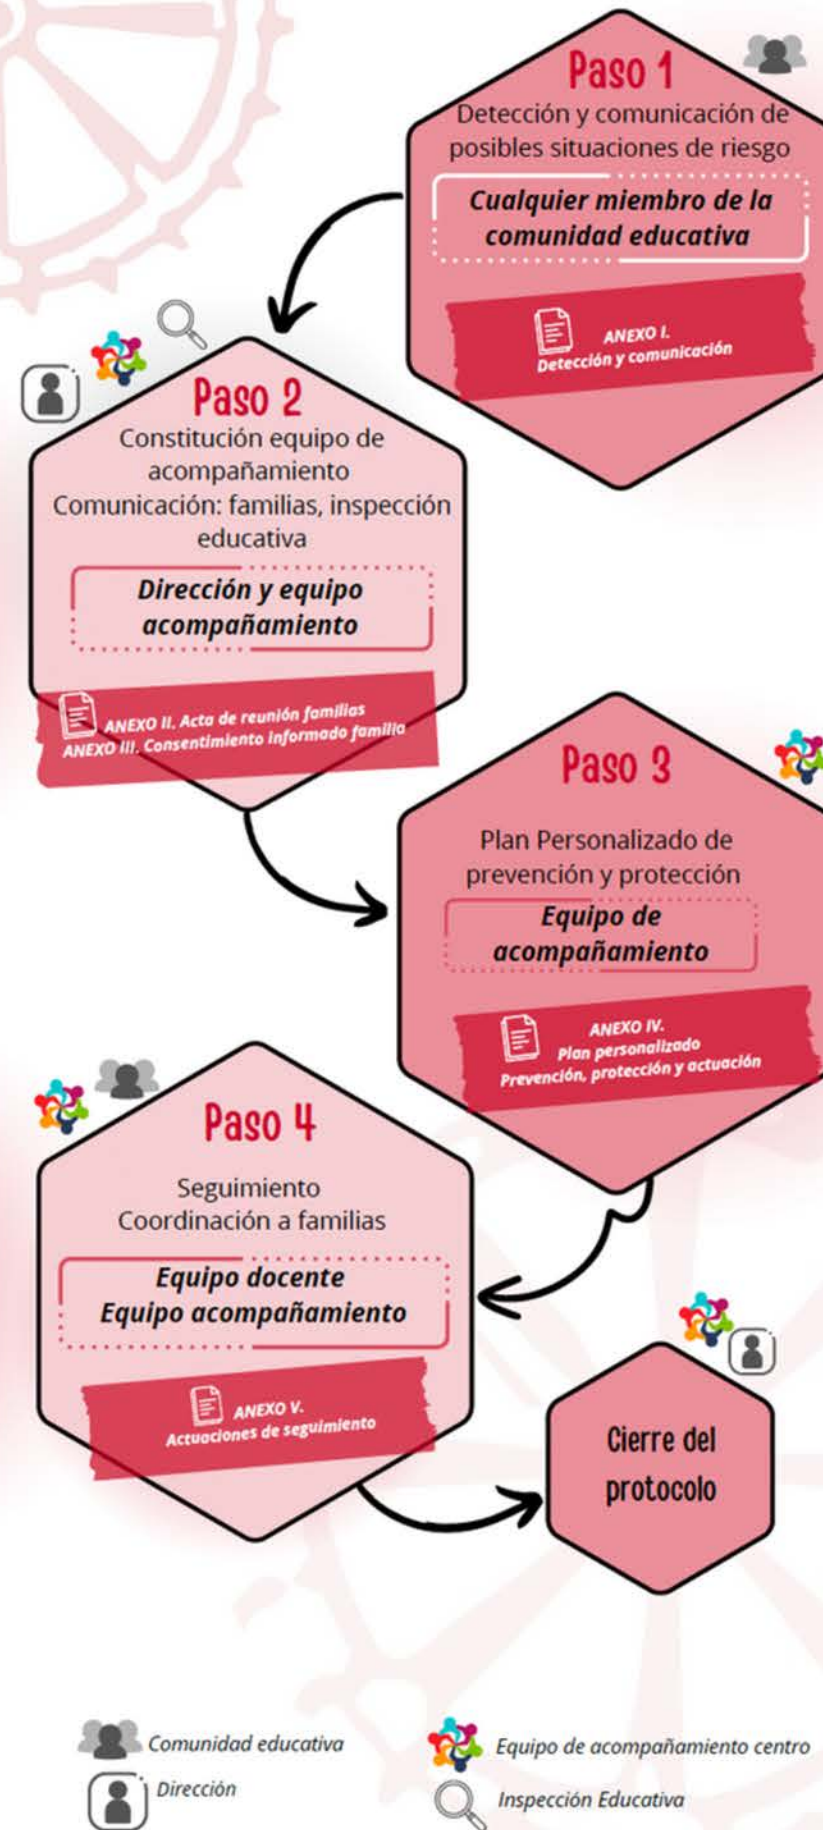 Paso 1
Detección y comunicación de
posibles situaciones de riesgo
Cualquier miembro de la
comunidad educativa
ANEXO I.
Detección y comunicación
Paso 2
Constitución equipo de
acompañamiento
Comunicación: familias, inspección
educativa
Dirección y equipo
acompañamiento
ANEXO II. Acta de reunión familias
ANEXO III. Consentimiento informado familia
Paso 3
Plan Personalizado de
prevención y protección
Equipo de
acompañamiento
ANEXO IV.
Plan personalizado
Prevención, protección y actuación
Paso 4
Seguimiento
Coordinación a familias
Equipo docente
Equipo acompañamiento
ANEXO V.
Actuaciones de seguimiento
Cierre del
protocolo
Comunidad educativa
Equipo de acompañamiento centro
Dirección
Inspección Educativa